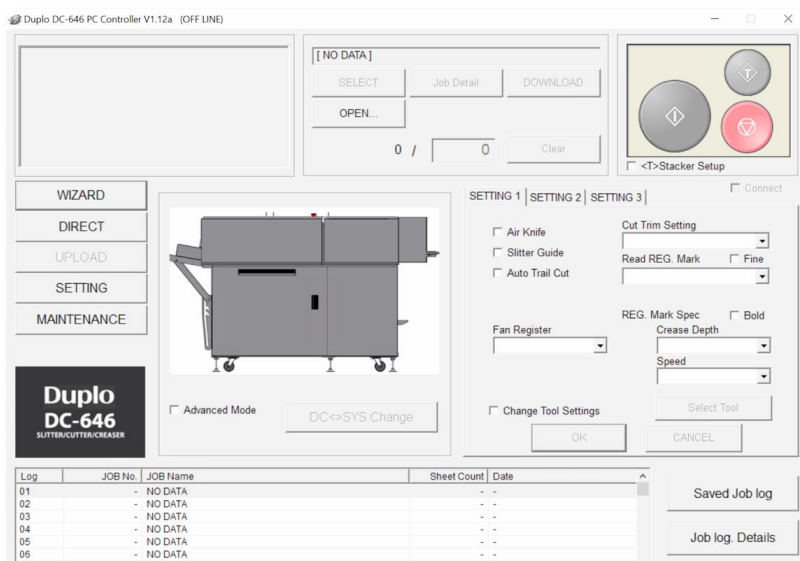 Duplo DC-646 PC Controller V1.12a (OFF LINE)
[ NO DATA ]
SELECT
Job Detail
DOWNLOAD
OPEN...
0 / 0
Clear
<T>Stacker Setup
WIZARD
DIRECT
UPLOAD
SETTING
MAINTENANCE
Duplo
DC-646
SLITTER/CUTTER/CREASER
Advanced Mode
DC<>SYS Change
SETTING 1 SETTING 2 SETTING 3
Connect
Air Knife
Slitter Guide
Auto Trail Cut
Cut Trim Setting
Read REG. Mark
Fine
REG. Mark Spec
Bold
Fan Register
Crease Depth
Speed
Change Tool Settings
Select Tool
OK
CANCEL
Log JOB No. JOB Name Sheet Count Date
01 - NO DATA - -
02 - NO DATA - -
03 - NO DATA - -
04 - NO DATA - -
05 - NO DATA - -
06 - NO DATA - -
Saved Job log
Job log. Details